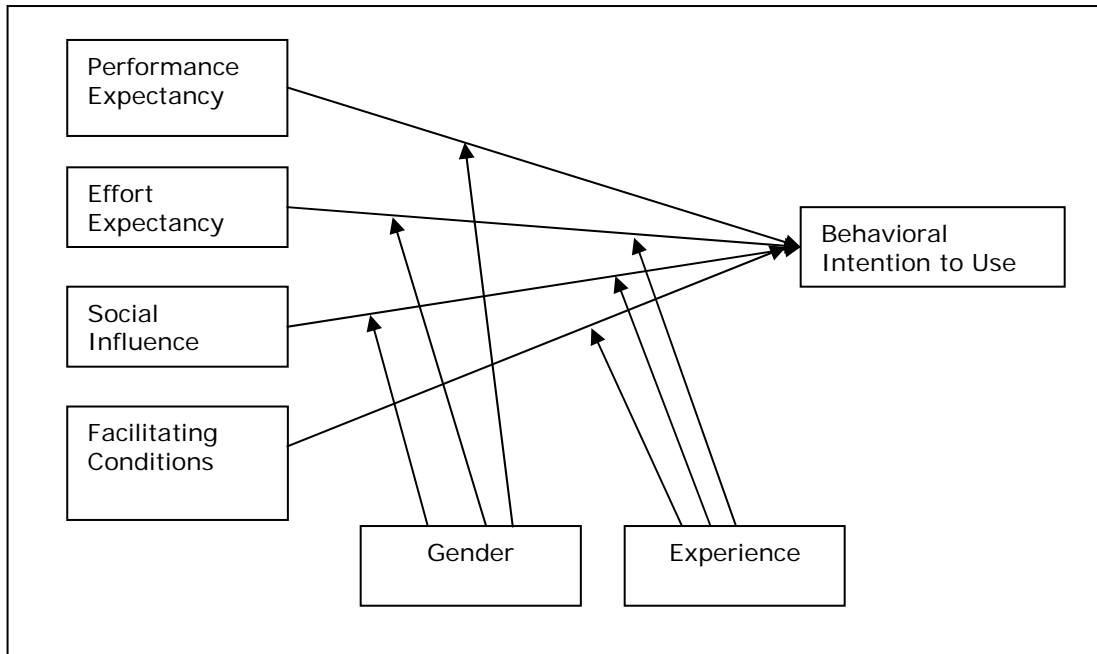 Performance
Expectancy
Effort
Expectancy
Social
Influence
Facilitating
Conditions
Behavioral
Intention to Use
Gender
Experience